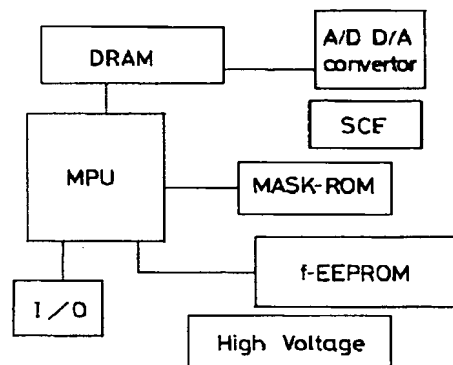 DRAM
A/D D/A
convertor
SCF
MPU
MASK-ROM
f-EEPROM
I/O
High Voltage